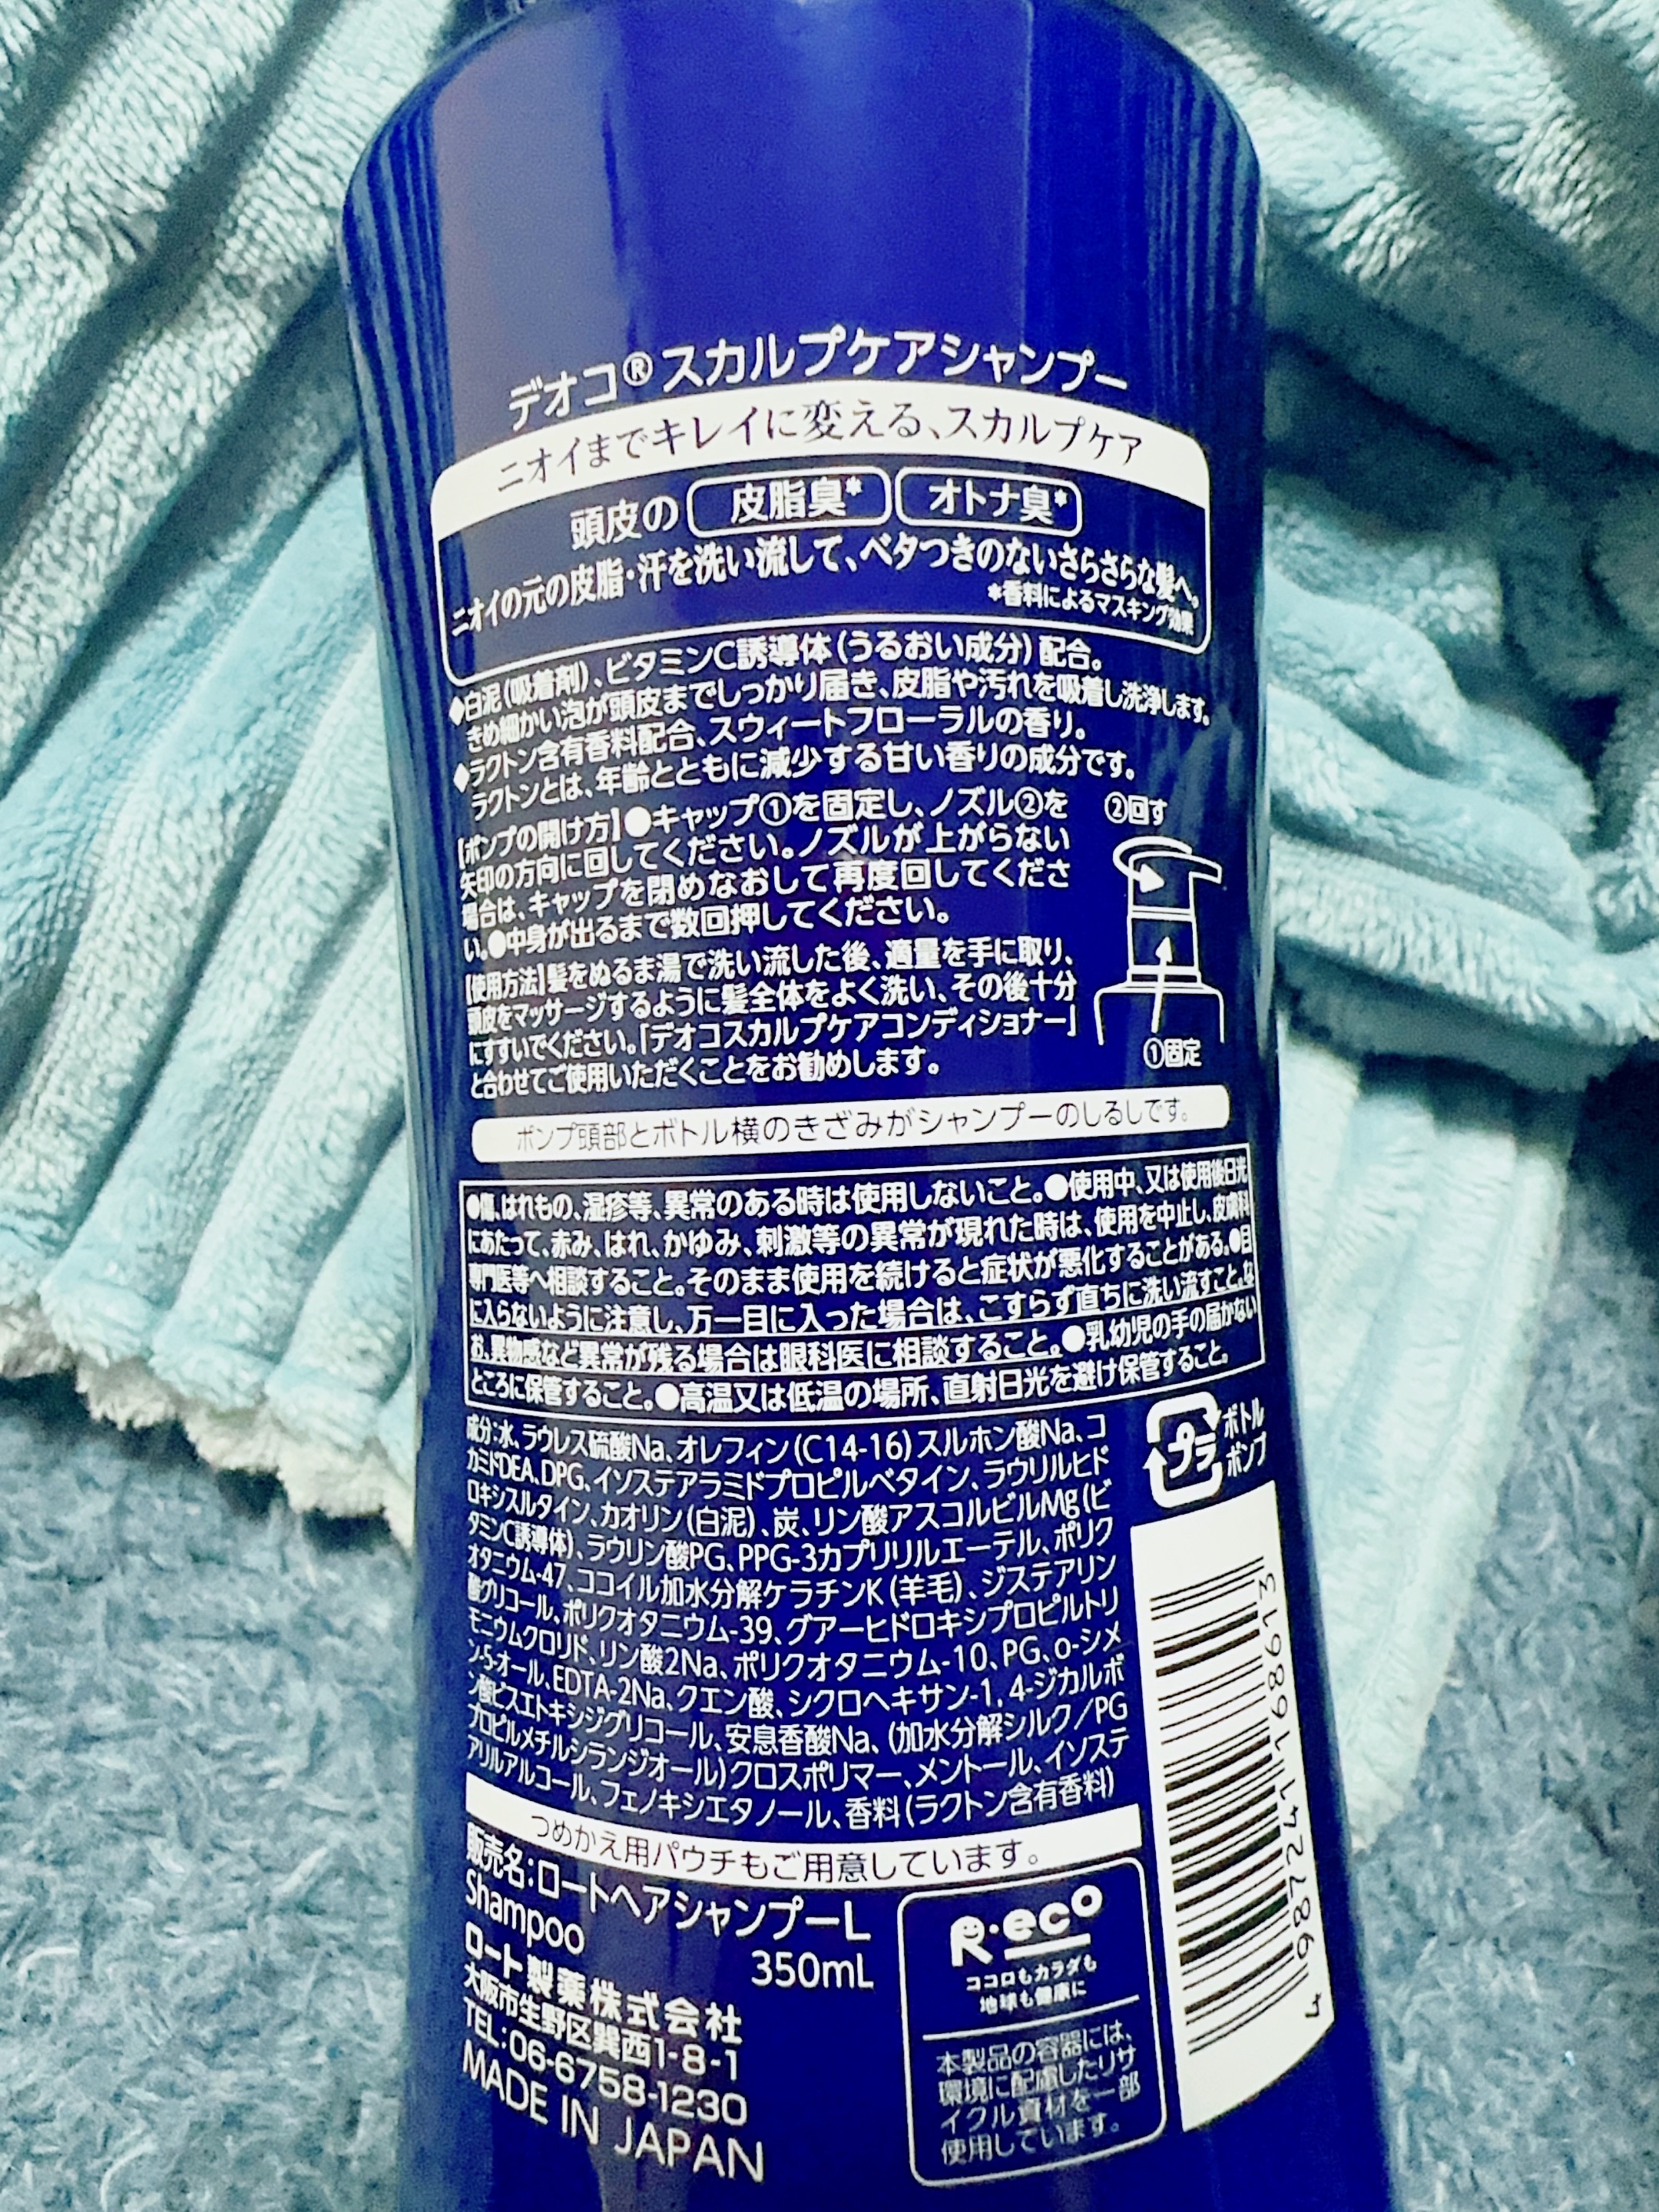 デオコ®スカルプケアシャンプー
ニオイまでキレイに変える、スカルプケア
頭皮の 皮脂臭* オトナ臭*
ニオイの元の皮脂・汗を洗い流して、ベタつきのないさらさらな髪へ。
*香料によるマスキング効果
◆白泥(吸着剤)、ビタミンC誘導体(うるおい成分)配合。
きめ細かい泡が頭皮までしっかり届き、皮脂や汚れを吸着し洗浄します。
◆ラクトン含有香料配合、スウィートフローラルの香り。
ラクトンとは、年齢とともに減少する甘い香りの成分です。
【ポンプの開け方】●キャップ①を固定し、ノズル②を
矢印の方向に回してください。ノズルが上がらない
場合は、キャップを閉めなおして再度回してくださ
い。●中身が出るまで数回押してください。
②回す
①固定
【使用方法】髪をぬるま湯で洗い流した後、適量を手に取り、
頭皮をマッサージするように髪全体をよく洗い、その後十分
にすすいでください。「デオコスカルプケアコンディショナー」
と合わせてご使用いただくことをお勧めします。
ポンプ頭部とボトル横のきざみがシャンプーのしるしです。
●傷、はれもの、湿疹等、異常のある時は使用しないこと。●使用中、又は使用後日光
にあたって、赤み、はれ、かゆみ、刺激等の異常が現れた時は、使用を中止し、皮膚科
専門医等へ相談すること。そのまま使用を続けると症状が悪化することがある。●目
に入らないように注意し、万一目に入った場合は、こすらず直ちに洗い流すこと。な
お、異物感など異常が残る場合は眼科医に相談すること。●乳幼児の手の届かない
ところに保管すること。●高温又は低温の場所、直射日光を避け保管すること。
成分:水、ラウレス硫酸Na、オレフィン(C14-16)スルホン酸Na、コ
カミドDEA、DPG、イソステアラミドプロピルベタイン、ラウリルヒド
ロキシスルタイン、カオリン(白泥)、炭、リン酸アスコルビルMg(ビ
タミンC誘導体)、ラウリン酸PG、PPG-3カプリリルエーテル、ポリク
オタニウム-47、ココイル加水分解ケラチンK(羊毛)、ジステアリン
酸グリコール、ポリクオタニウム-39、グアーヒドロキシプロピルトリ
モニウムクロリド、リン酸2Na、ポリクオタニウム-10、PG、o-シメ
ン-5-オール、EDTA-2Na、クエン酸、シクロヘキサン-1, 4-ジカルボ
ン酸ビスエトキシジグリコール、安息香酸Na、(加水分解シルク/PG
プロピルメチルシランジオール)クロスポリマー、メントール、イソステ
アリルアルコール、フェノキシエタノール、香料(ラクトン含有香料)
プラ
ボトル
ポンプ
4987241198613
つめかえ用パウチもご用意しています。
販売名:ロートヘアシャンプーL
Shampoo
350mL
ロート製薬株式会社
大阪市生野区巽西1-8-1
TEL:06-6758-1230
MADE IN JAPAN
R・eco
ココロもカラダも
地球も健康に
本製品の容器には、
環境に配慮したリサ
イクル資材を一部
使用しています。